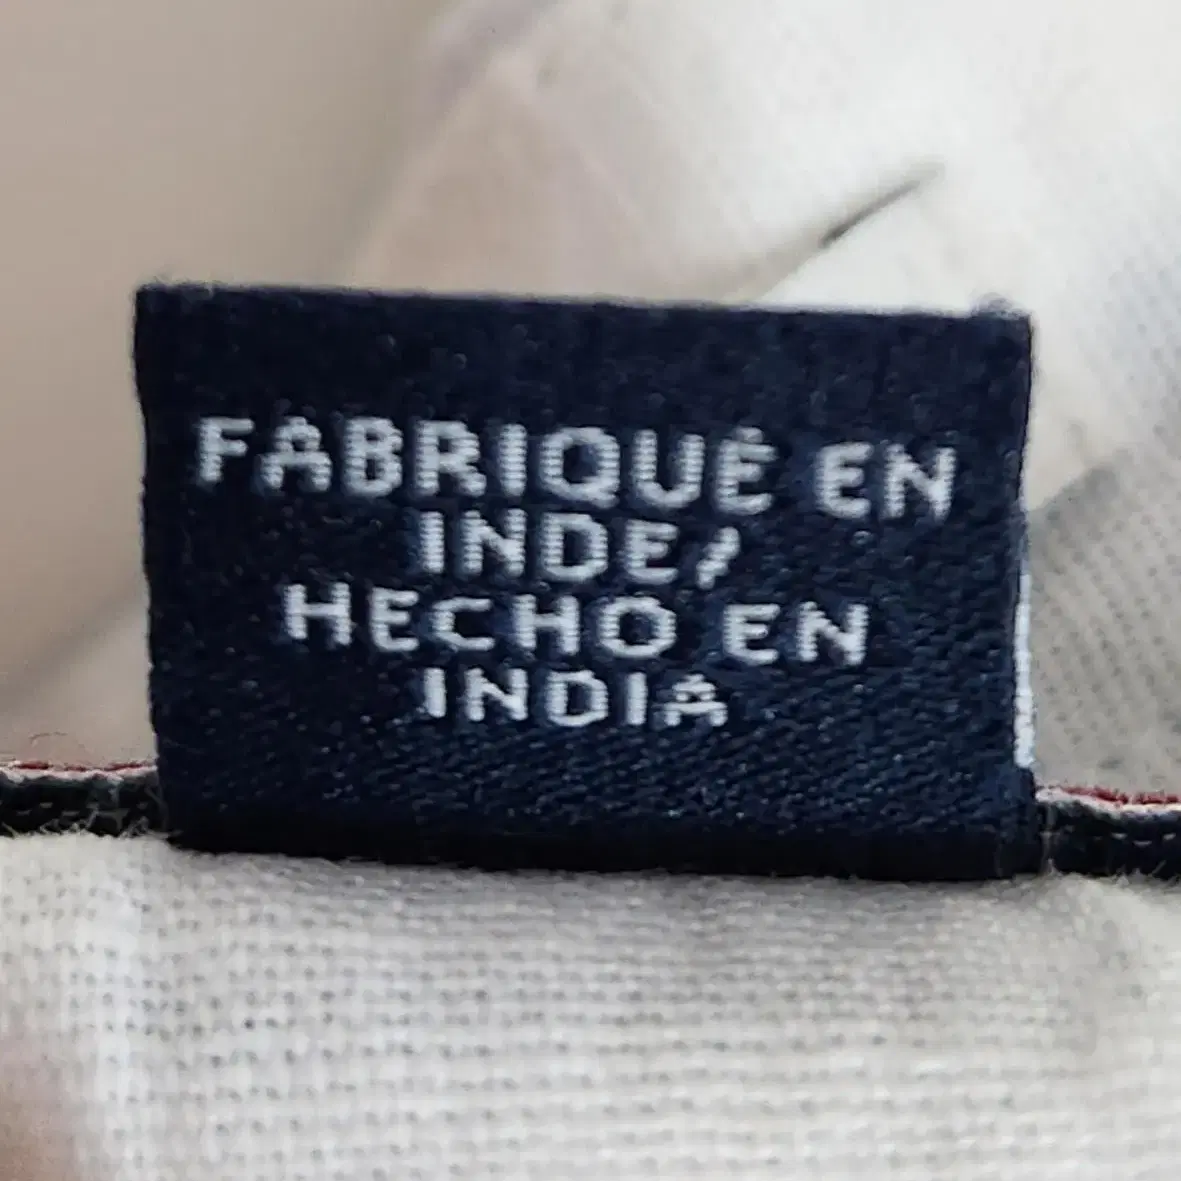 FABRIQUÉ EN
INDE/
HECHO EN
INDIA